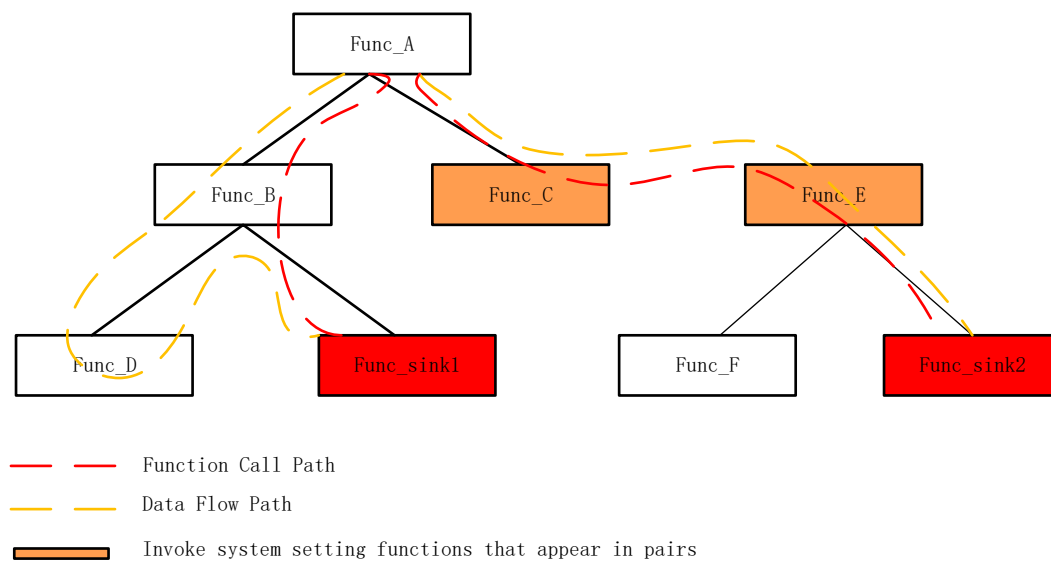 Func_A
Func_B
Func_C
Func_E
Func_D
Func_sink1
Func_F
Func_sink2
Function Call Path
Data Flow Path
Invoke system setting functions that appear in pairs